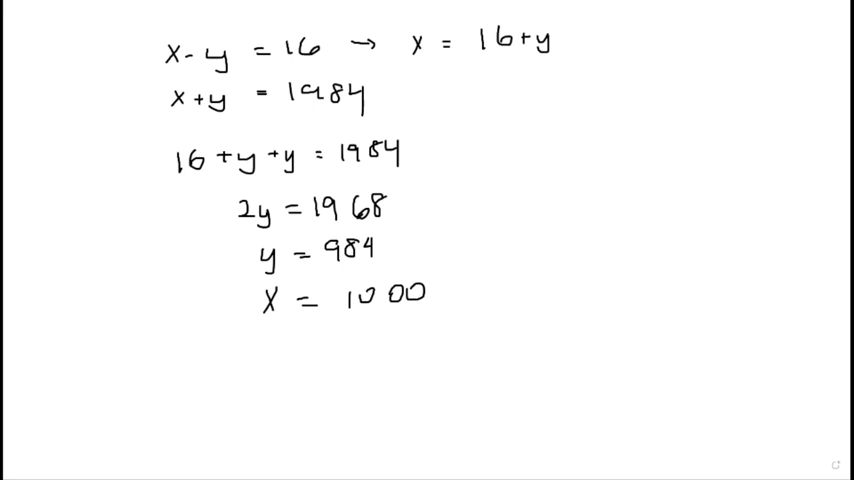 x - y = 16 → x = 16 + y
x + y = 1984
16 + y + y = 1984
2y = 1968
y = 984
x = 1000